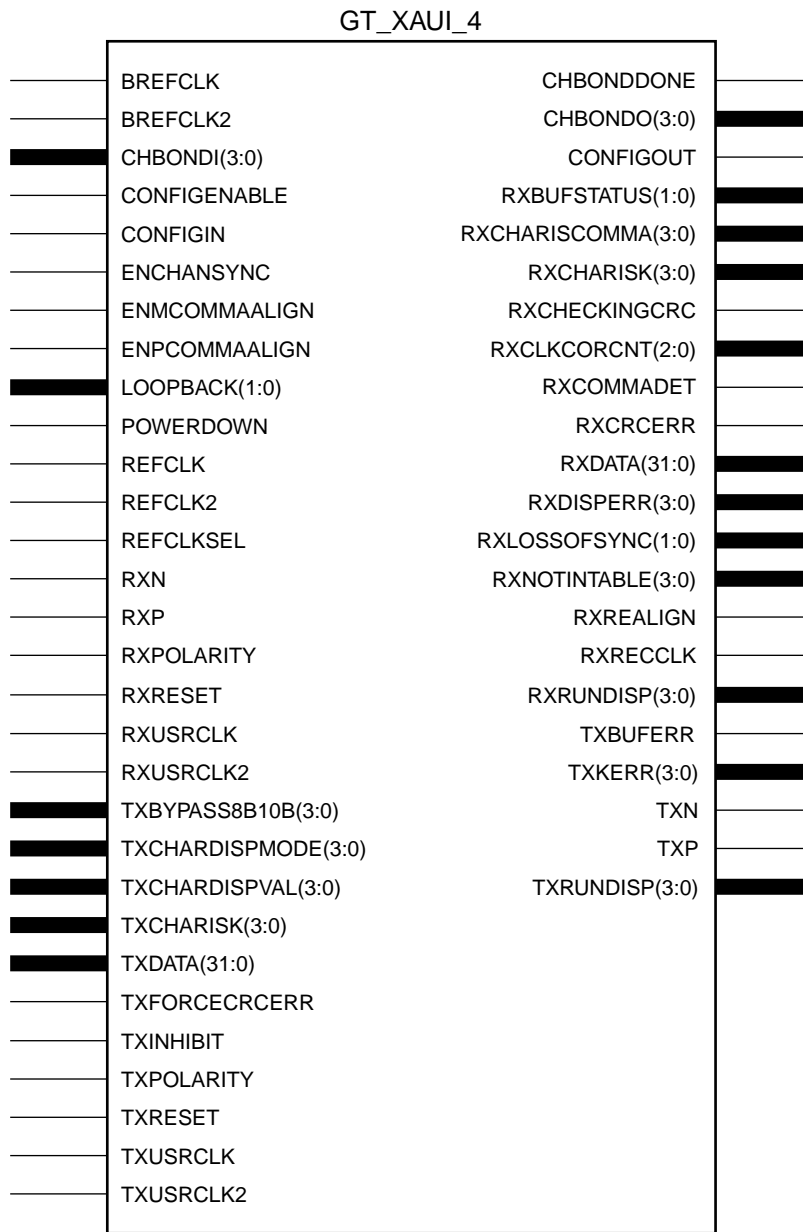 GT_XAUI_4
BREFCLK CHBONDDONE
BREFCLK2 CHBONDO(3:0)
CHBONDI(3:0) CONFIGOUT
CONFIGENABLE RXBUFSTATUS(1:0)
CONFIGIN RXCHARISCOMMA(3:0)
ENCHANSYNC RXCHARISK(3:0)
ENMCOMMAALIGN RXCHECKINGCRC
ENPCOMMAALIGN RXCLKCORCNT(2:0)
LOOPBACK(1:0) RXCOMMADET
POWERDOWN RXCRCERR
REFCLK RXDATA(31:0)
REFCLK2 RXDISPERR(3:0)
REFCLKSEL RXLOSSOFSYNC(1:0)
RXN RXNOTINTABLE(3:0)
RXP RXREALIGN
RXPOLARITY RXRECCLK
RXRESET RXRUNDISP(3:0)
RXUSRCLK TXBUFERR
RXUSRCLK2 TXKERR(3:0)
TXBYPASS8B10B(3:0) TXN
TXCHARDISPMODE(3:0) TXP
TXCHARDISPVAL(3:0) TXRUNDISP(3:0)
TXCHARISK(3:0)
TXDATA(31:0)
TXFORCECRCERR
TXINHIBIT
TXPOLARITY
TXRESET
TXUSRCLK
TXUSRCLK2